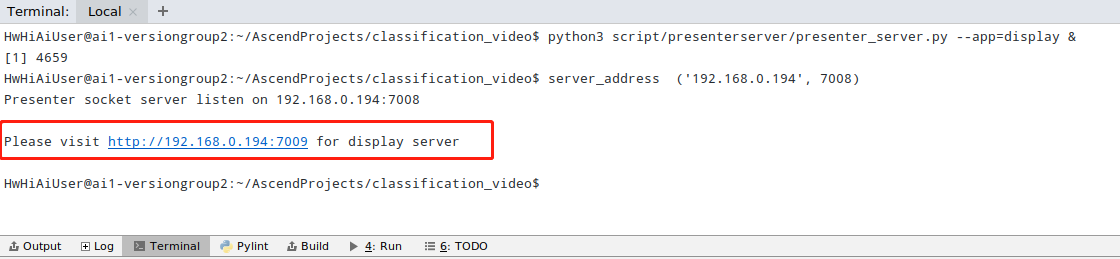 Terminal: Local × +
HwHiAiUser@ai1-versiongroup2:~/AscendProjects/classification_video$ python3 script/presenterserver/presenter_server.py --app=display &
[1] 4659
HwHiAiUser@ai1-versiongroup2:~/AscendProjects/classification_video$ server_address  ('192.168.0.194', 7008)
Presenter socket server listen on 192.168.0.194:7008
Please visit http://192.168.0.194:7009 for display server
HwHiAiUser@ai1-versiongroup2:~/AscendProjects/classification_video$
Output Log Terminal Pylint Build 4: Run 6: TODO